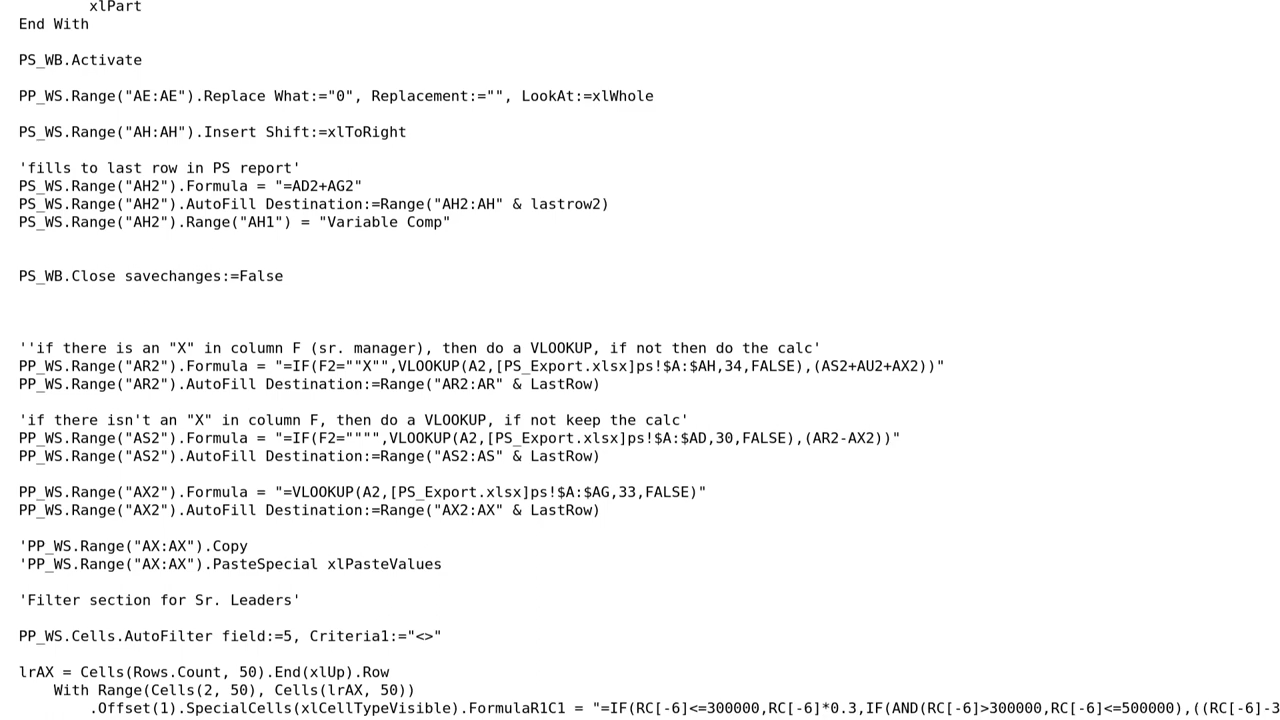 xlPart
End With
PS_WB.Activate
PP_WS.Range("AE:AE").Replace What:="0", Replacement:="", LookAt:=xlWhole
PS_WS.Range("AH:AH").Insert Shift:=xlToRight
'fills to last row in PS report'
PS_WS.Range("AH2").Formula = "=AD2+AG2"
PS_WS.Range("AH2").AutoFill Destination:=Range("AH2:AH" & lastrow2)
PS_WS.Range("AH2").Range("AH1") = "Variable Comp"
PS_WB.Close savechanges:=False
''if there is an "X" in column F (sr. manager), then do a VLOOKUP, if not then do the calc'
PP_WS.Range("AR2").Formula = "=IF(F2=""X"",VLOOKUP(A2,[PS_Export.xlsx]ps!$A:$AH,34,FALSE),(AS2+AU2+AX2))"
PP_WS.Range("AR2").AutoFill Destination:=Range("AR2:AR" & LastRow)
'if there isn't an "X" in column F, then do a VLOOKUP, if not keep the calc'
PP_WS.Range("AS2").Formula = "=IF(F2="""",VLOOKUP(A2,[PS_Export.xlsx]ps!$A:$AD,30,FALSE),(AR2-AX2))"
PP_WS.Range("AS2").AutoFill Destination:=Range("AS2:AS" & LastRow)
PP_WS.Range("AX2").Formula = "=VLOOKUP(A2,[PS_Export.xlsx]ps!$A:$AG,33,FALSE)"
PP_WS.Range("AX2").AutoFill Destination:=Range("AX2:AX" & LastRow)
'PP_WS.Range("AX:AX").Copy
'PP_WS.Range("AX:AX").PasteSpecial xlPasteValues
'Filter section for Sr. Leaders'
PP_WS.Cells.AutoFilter field:=5, Criteria1:="<>"
lrAX = Cells(Rows.Count, 50).End(xlUp).Row
With Range(Cells(2, 50), Cells(lrAX, 50))
.Offset(1).SpecialCells(xlCellTypeVisible).FormulaR1C1 = "=IF(RC[-6]<=300000,RC[-6]*0.3,IF(AND(RC[-6]>300000,RC[-6]<=500000),((RC[-6]-3